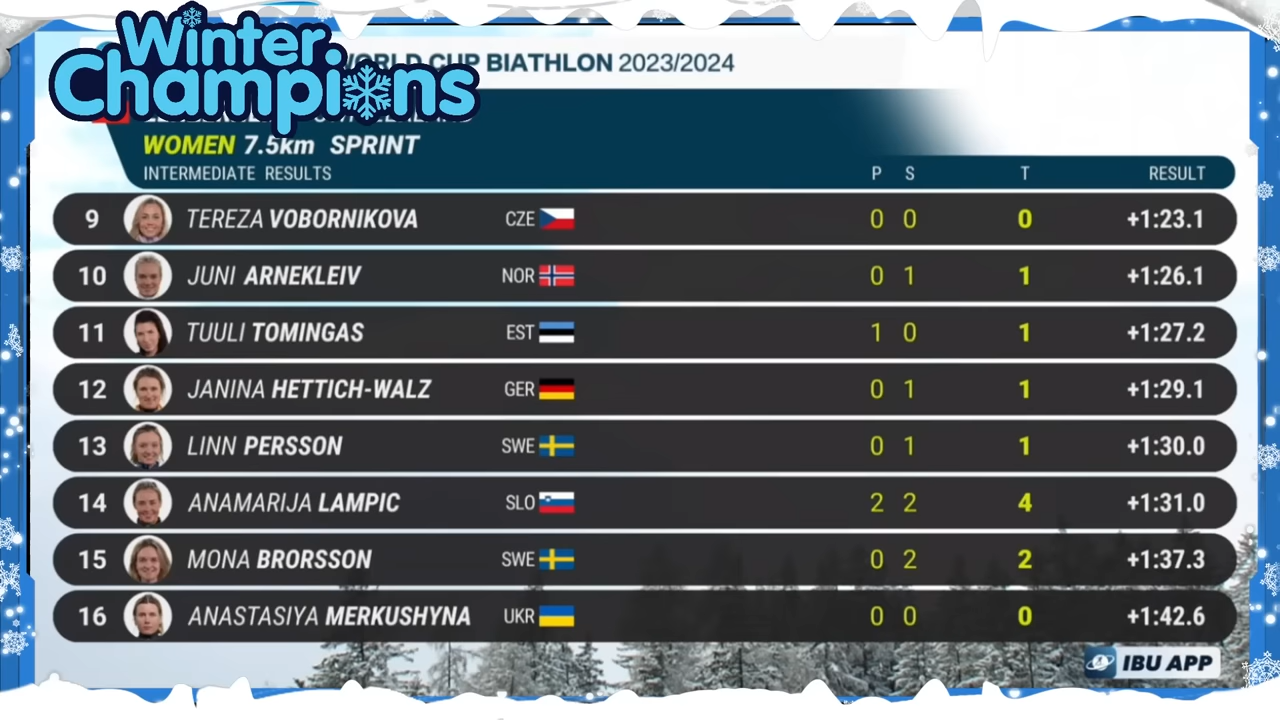 Winter
Champions
WORLD CUP BIATHLON 2023/2024
WOMEN 7.5km SPRINT
INTERMEDIATE RESULTS P S T RESULT
9 TEREZA VOBORNIKOVA CZE 0 0 0 +1:23.1
10 JUNI ARNEKLEIV NOR 0 1 1 +1:26.1
11 TUULI TOMINGAS EST 1 0 1 +1:27.2
12 JANINA HETTICH-WALZ GER 0 1 1 +1:29.1
13 LINN PERSSON SWE 0 1 1 +1:30.0
14 ANAMARIJA LAMPIC SLO 2 2 4 +1:31.0
15 MONA BRORSSON SWE 0 2 2 +1:37.3
16 ANASTASIYA MERKUSHYNA UKR 0 0 0 +1:42.6
IBU APP